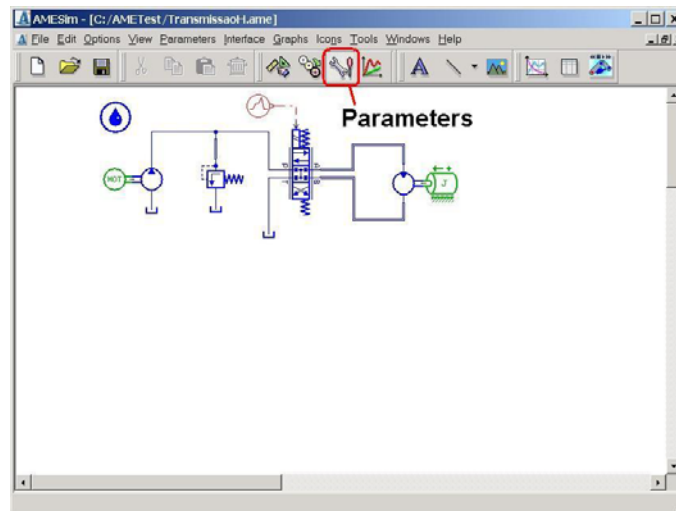 AMESim - [C:/AMETest/TransmissaoH.ame]
File Edit Options View Parameters Interface Graphs Icons Tools Windows Help
A
Parameters
MOT
J